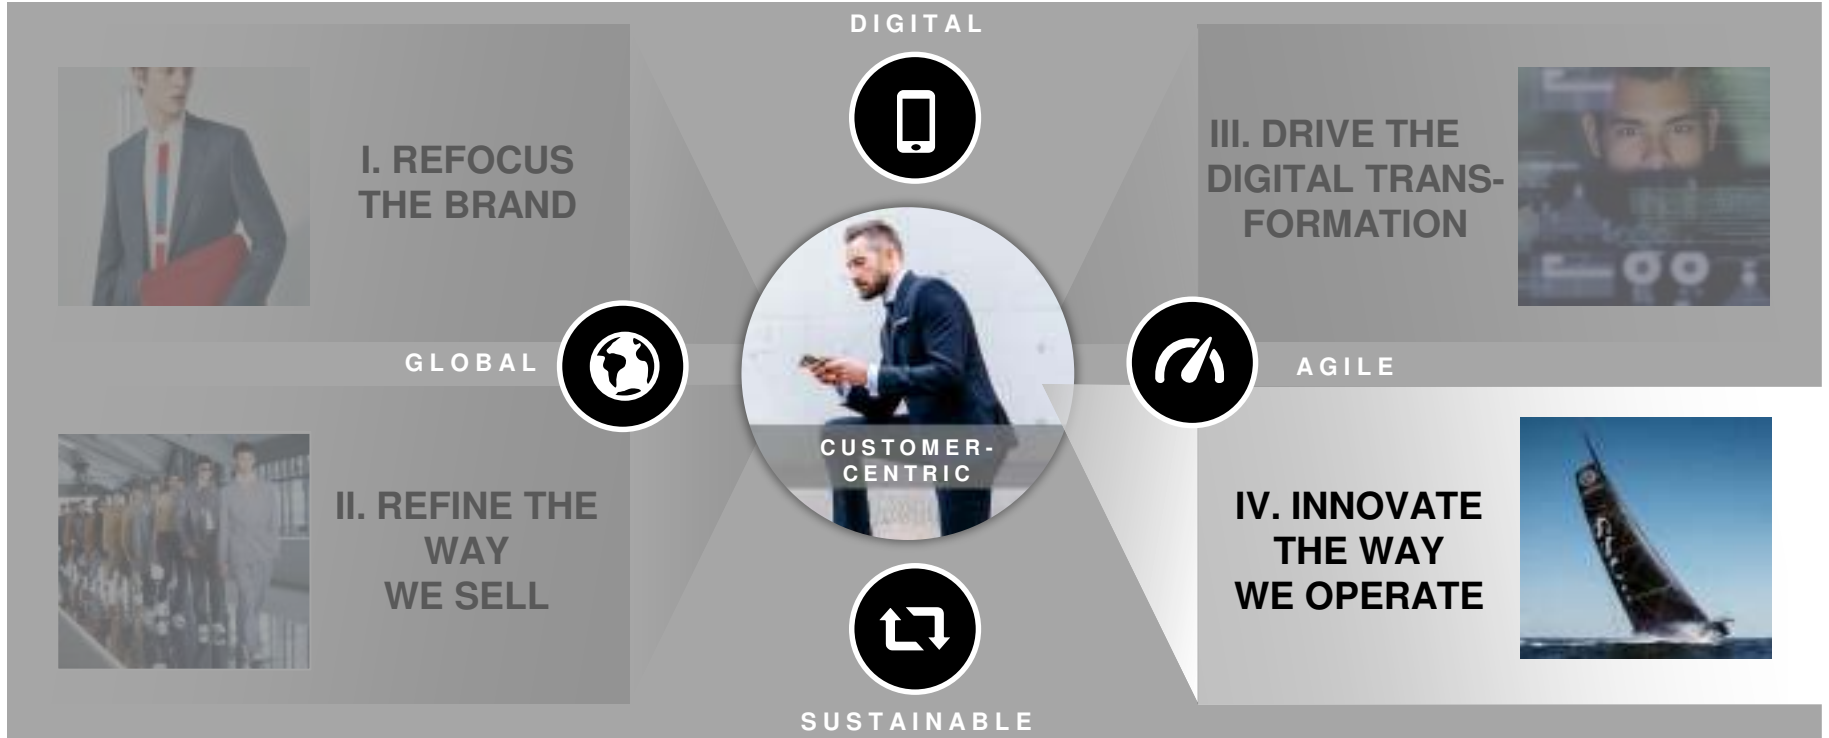 DIGITAL
I. REFOCUS
THE BRAND
III. DRIVE THE
DIGITAL TRANS-
FORMATION
GLOBAL
AGILE
CUSTOMER-
CENTRIC
II. REFINE THE
WAY
WE SELL
IV. INNOVATE
THE WAY
WE OPERATE
SUSTAINABLE